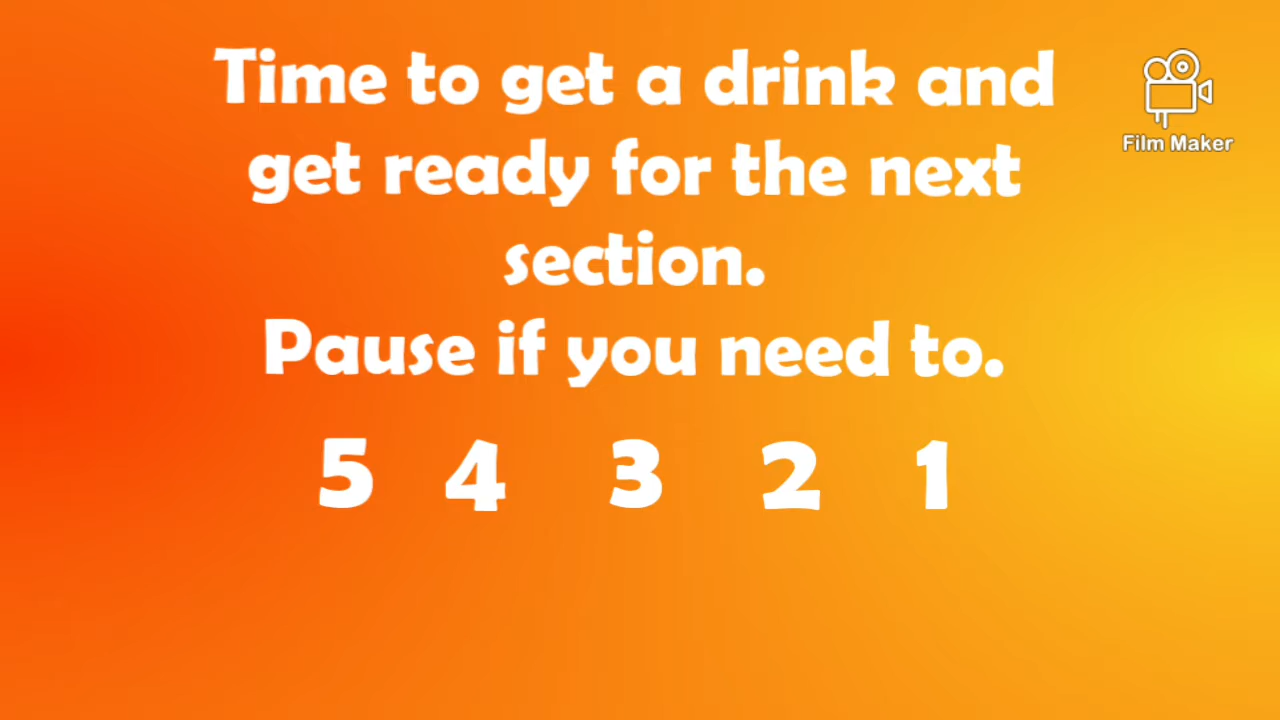 Time to get a drink and
get ready for the next
section.
Pause if you need to.
5 4 3 2 1
Film Maker